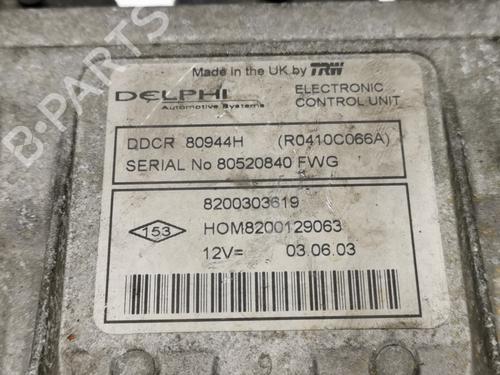 Made in the UK by TRW
DELPHI
Automotive Systems
ELECTRONIC
CONTROL UNIT
DDCR 80944H (R0410C066A)
SERIAL No 80520840 FWG
8200303619
153
HOM8200129063
12V= 03.06.03
B-PARTS